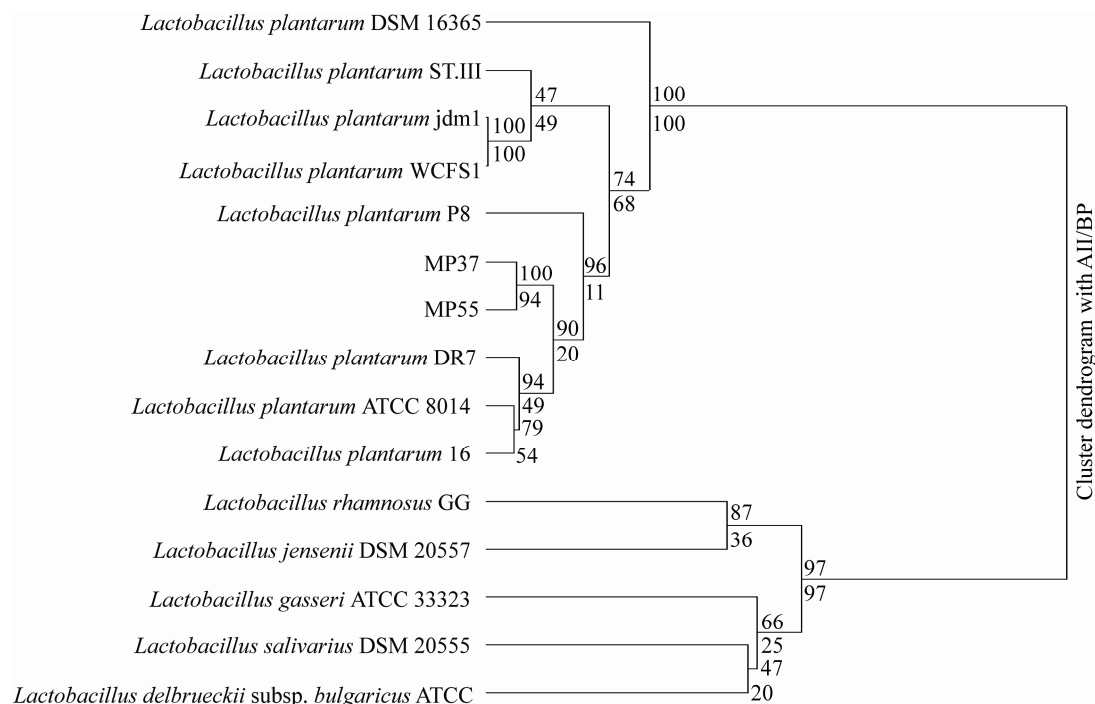 Lactobacillus plantarum DSM 16365
Lactobacillus plantarum ST.III
47
100
Lactobacillus plantarum jdm1
100
49
100
100
Lactobacillus plantarum WCFS1
74
68
Lactobacillus plantarum P8
MP37
100
96
94
11
MP55
90
20
Lactobacillus plantarum DR7
94
Lactobacillus plantarum ATCC 8014
49
79
Lactobacillus plantarum 16
54
Lactobacillus rhamnosus GG
87
36
Lactobacillus jensenii DSM 20557
97
97
Lactobacillus gasseri ATCC 33323
66
25
Lactobacillus salivarius DSM 20555
47
20
Lactobacillus delbrueckii subsp. bulgaricus ATCC
Cluster dendrogram with AII/BP